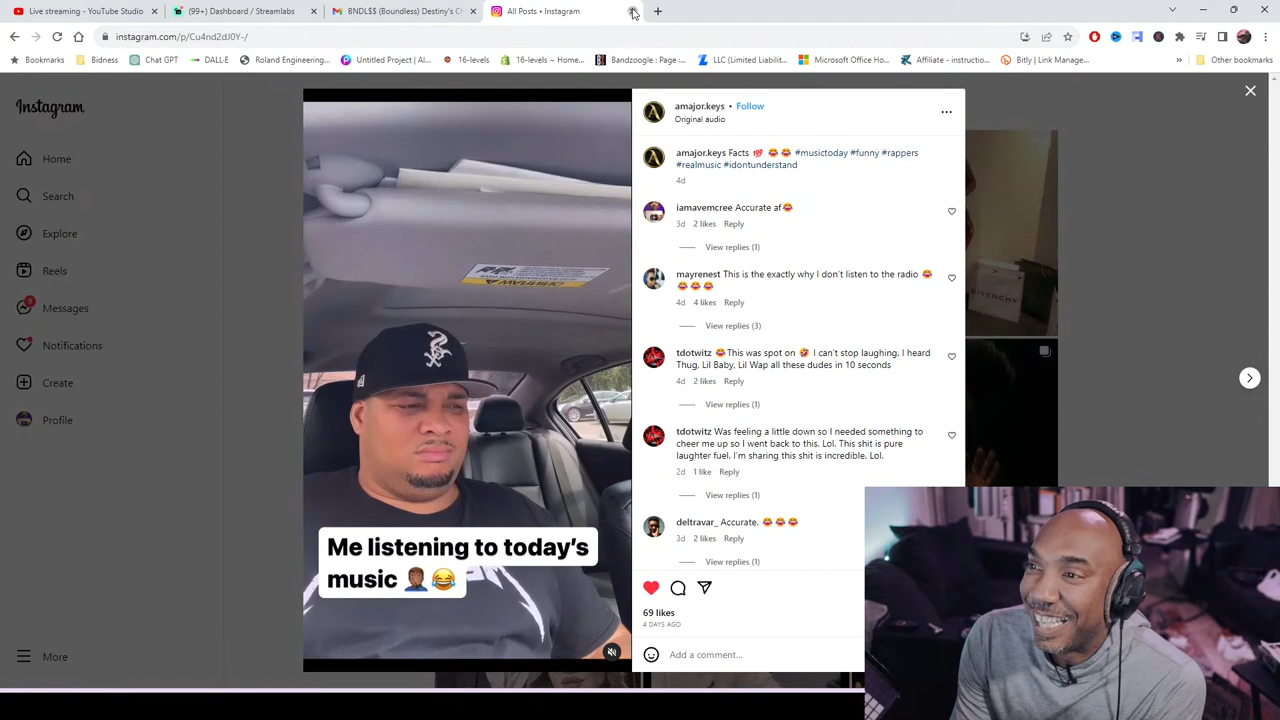 Live streaming - YouTube Studio
(99+) Dashboard / Streamlabs
BNDL$$ (Boundless) Destiny's C
All Posts • Instagram
instagram.com/p/Cu4nd2dJ0Y-/
Bookmarks
Bidness
Chat GPT
DALL·E
Roland Engineering...
Untitled Project | Al...
16-levels
16-levels ~ Home...
Bandzoogle : Page :...
LLC (Limited Liabilit...
Microsoft Office Ho...
Affiliate - instructio...
Bitly | Link Manage...
»
Other bookmarks
Instagram
Home
Search
Explore
Reels
9
Messages
Notifications
Create
Profile
More
Me listening to today's
music 🤦🏾‍♂️😂
amajor.keys • Follow
Original audio
amajor.keys Facts 💯 😂😂 #musictoday #funny #rappers
#realmusic #idontunderstand
4d
iamavemcree Accurate af😂
3d 2 likes Reply
View replies (1)
mayrenest This is the exactly why I don't listen to the radio 😂
😂😂😂
4d 4 likes Reply
View replies (3)
tdotwitz 😂This was spot on 🤣 I can't stop laughing. I heard
Thug, Lil Baby, Lil Wap all these dudes in 10 seconds
4d 2 likes Reply
View replies (1)
tdotwitz Was feeling a little down so I needed something to
cheer me up so I went back to this. Lol. This shit is pure
laughter fuel. I'm sharing this shit is incredible. Lol.
2d 1 like Reply
View replies (1)
deltravar_ Accurate. 😂😂😂
3d 2 likes Reply
View replies (1)
69 likes
4 DAYS AGO
Add a comment...
GIVENCHY